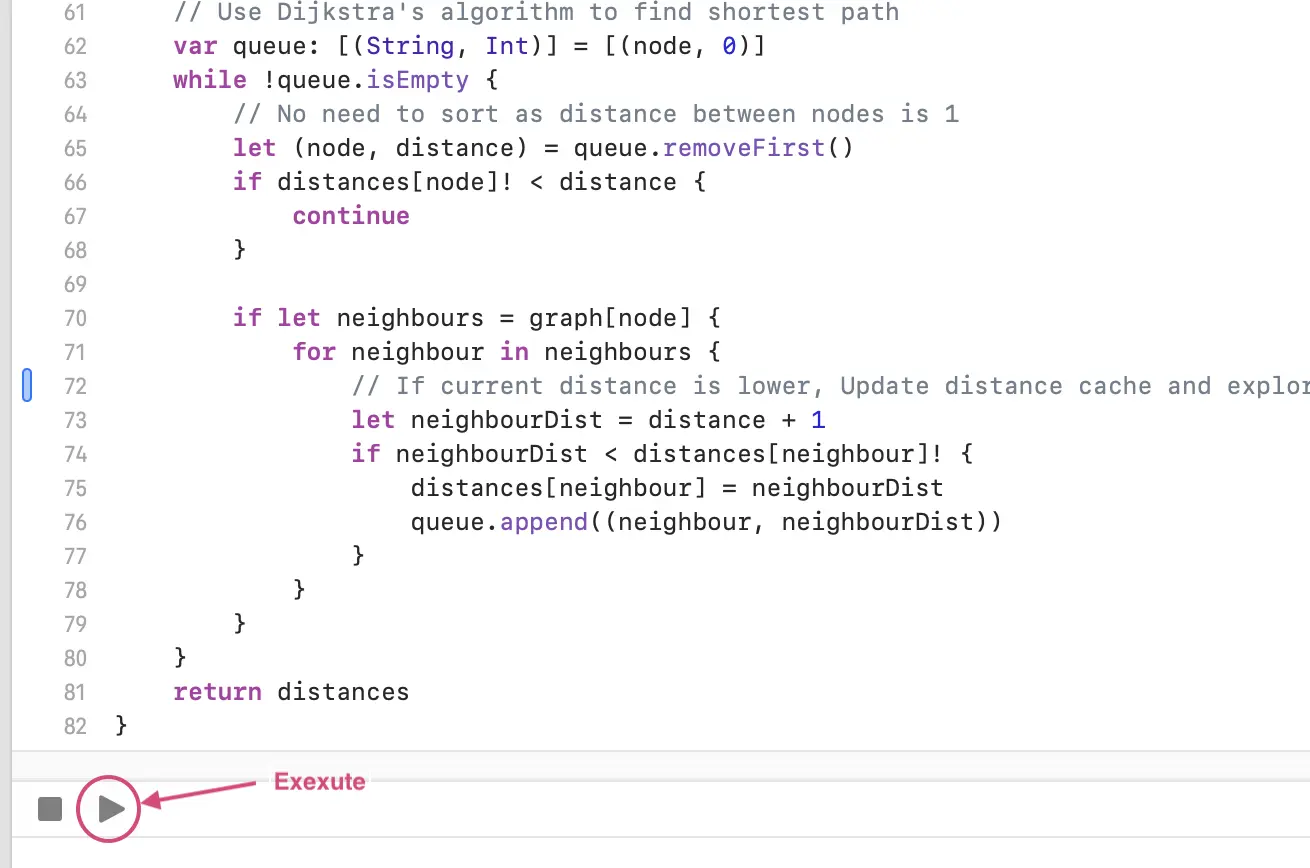 61 // Use Dijkstra's algorithm to find shortest path
62 var queue: [(String, Int)] = [(node, 0)]
63 while !queue.isEmpty {
64 // No need to sort as distance between nodes is 1
65 let (node, distance) = queue.removeFirst()
66 if distances[node]! < distance {
67 continue
68 }
69
70 if let neighbours = graph[node] {
71 for neighbour in neighbours {
72 // If current distance is lower, Update distance cache and explor
73 let neighbourDist = distance + 1
74 if neighbourDist < distances[neighbour]! {
75 distances[neighbour] = neighbourDist
76 queue.append((neighbour, neighbourDist))
77 }
78 }
79 }
80 }
81 return distances
82 }
Exexute